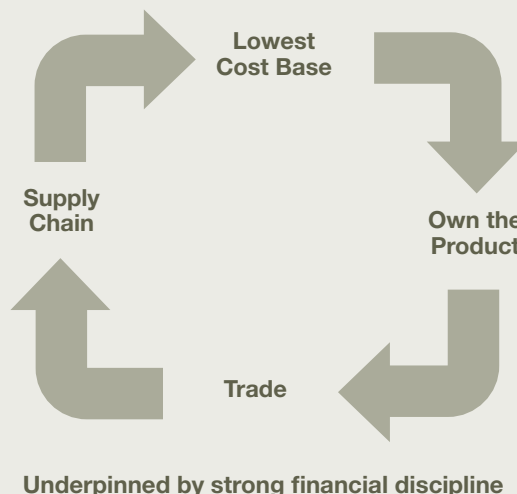 Lowest
Cost Base
Supply
Chain
Own the
Product
Trade
Underpinned by strong financial discipline